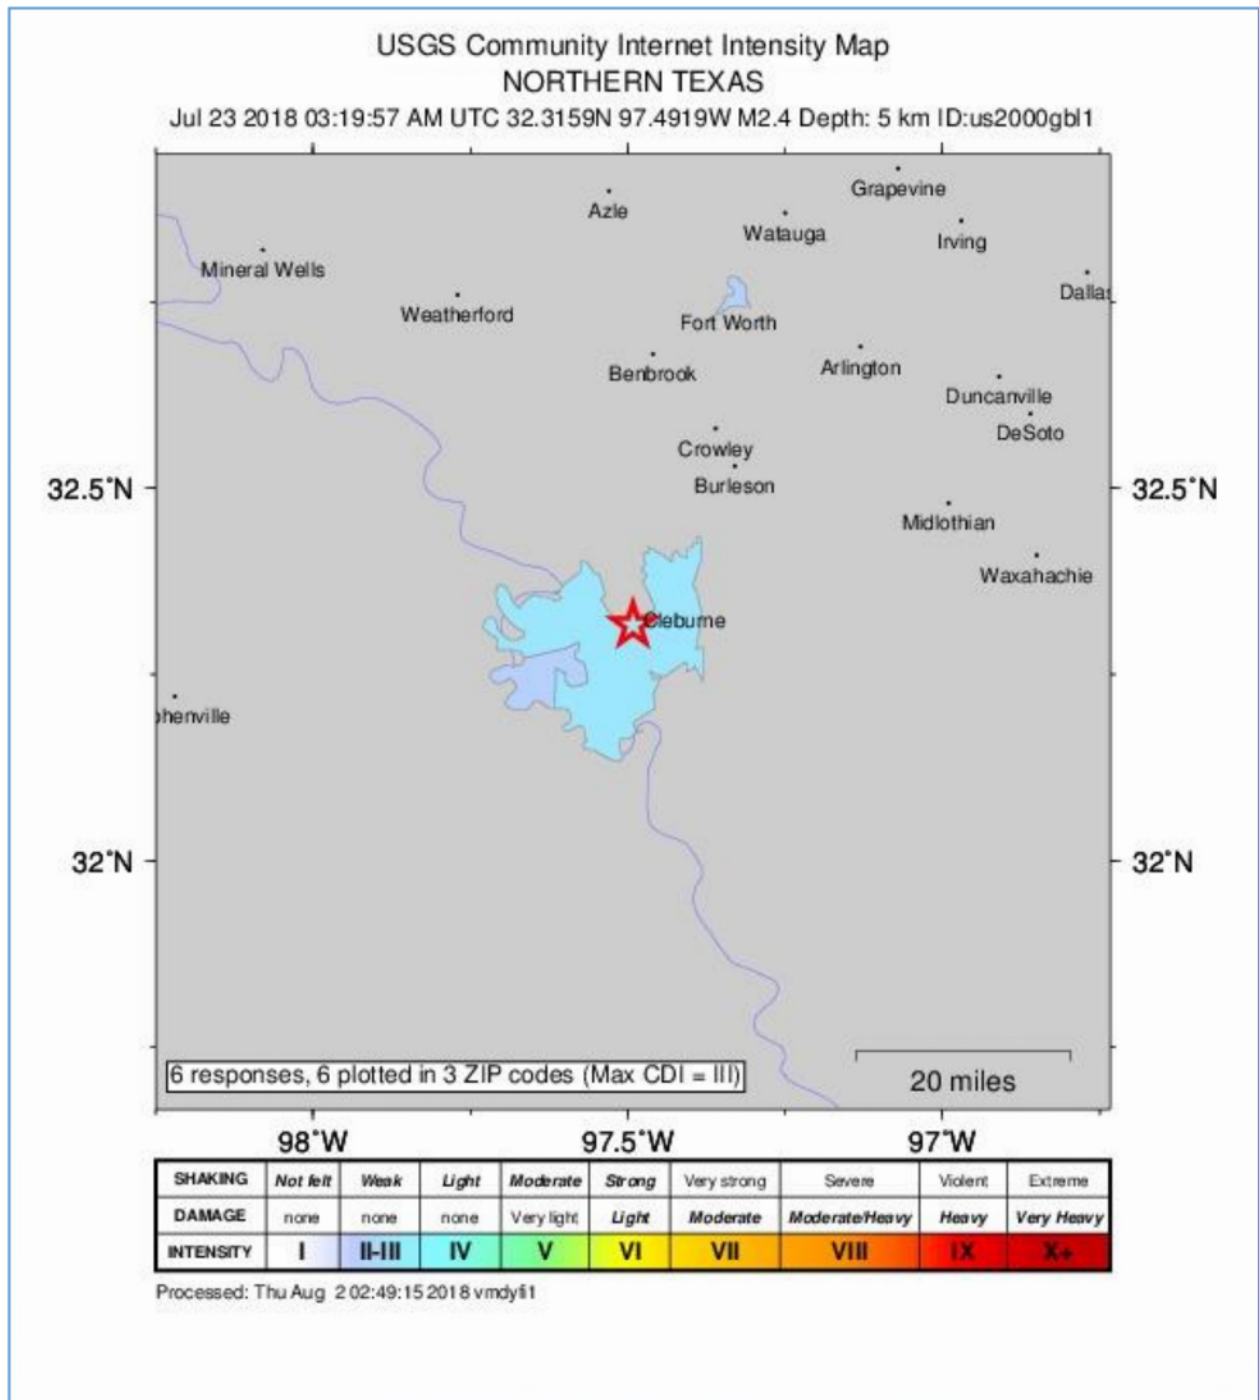 USGS Community Internet Intensity Map
NORTHERN TEXAS
Jul 23 2018 03:19:57 AM UTC 32.3159N 97.4919W M2.4 Depth: 5 km ID:us2000gbl1
Grapevine
Azle
Watauga
Irving
Mineral Wells
Dallas
Weatherford
Fort Worth
Benbrook
Arlington
Duncanville
DeSoto
Crowley
Burleson
32.5°N 32.5°N
Midlothian
Waxahachie
Cleburne
phenville
32°N 32°N
6 responses, 6 plotted in 3 ZIP codes (Max CDI = III)
20 miles
98°W 97.5°W 97°W
SHAKING Not felt Weak Light Moderate Strong Very strong Severe Violent Extreme
DAMAGE none none none Very light Light Moderate Moderate/Heavy Heavy Very Heavy
INTENSITY I II-III IV V VI VII VIII IX X+
Processed: Thu Aug 2 02:49:15 2018 vmdyfi1